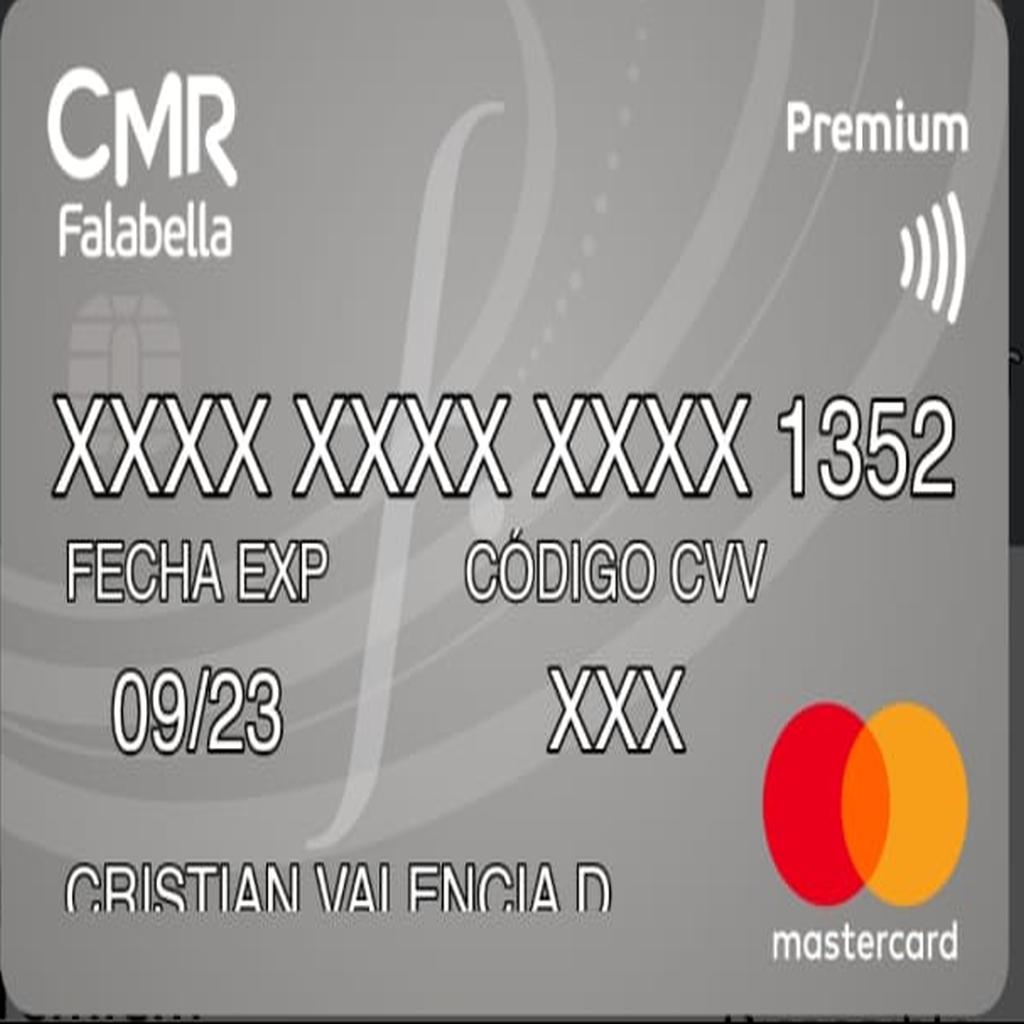 CMR
Falabella
Premium
XXXX XXXX XXXX 1352
FECHA EXP CÓDIGO CVV
09/23 XXX
CRISTIAN VALENCIA D
mastercard